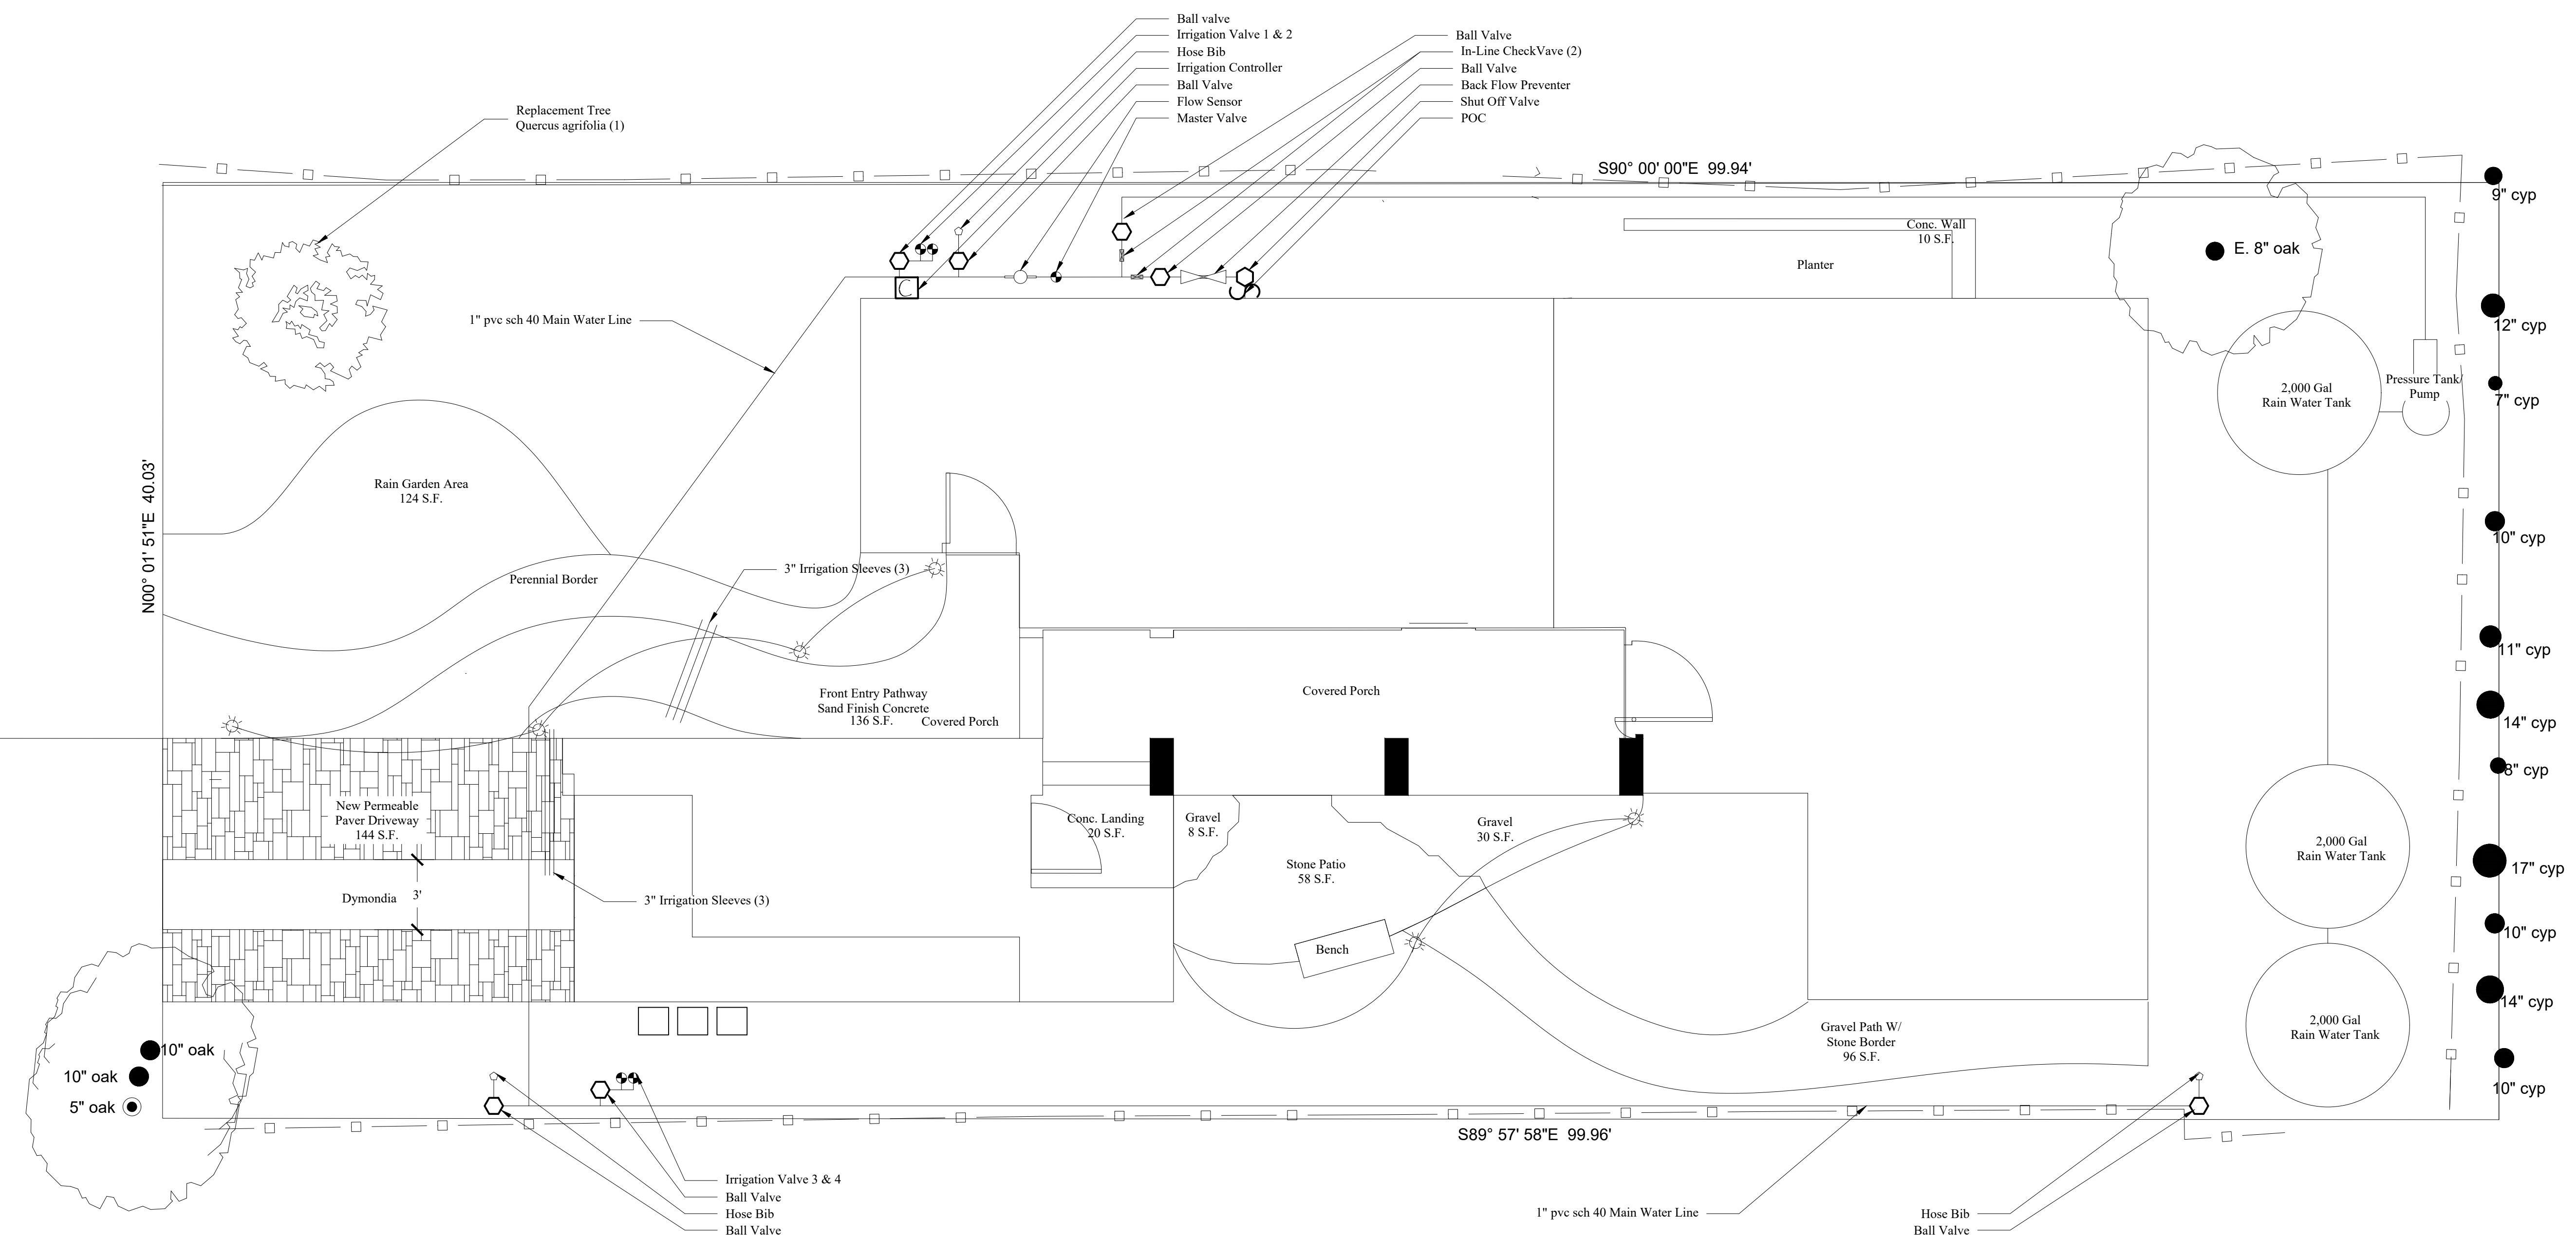 Ball valve
Irrigation Valve 1 & 2
Hose Bib
Irrigation Controller
Ball Valve
Flow Sensor
Master Valve
Ball Valve
In-Line CheckVave (2)
Ball Valve
Back Flow Preventer
Shut Off Valve
POC
Replacement Tree
Quercus agrifolia (1)
S90° 00' 00"E 99.94'
9" cyp
Conc. Wall
10 S.F.
Planter
E. 8" oak
C
1" pvc sch 40 Main Water Line
12" cyp
2,000 Gal
Rain Water Tank
Pressure Tank/
Pump
7" cyp
N00° 01' 51"E 40.03'
Rain Garden Area
124 S.F.
10" cyp
3" Irrigation Sleeves (3)
Perennial Border
11" cyp
Front Entry Pathway
Sand Finish Concrete
136 S.F.
Covered Porch
Covered Porch
14" cyp
8" cyp
New Permeable
Paver Driveway
144 S.F.
Conc. Landing
20 S.F.
Gravel
8 S.F.
Gravel
30 S.F.
Stone Patio
58 S.F.
2,000 Gal
Rain Water Tank
17" cyp
Dymondia
3'
3" Irrigation Sleeves (3)
10" cyp
Bench
14" cyp
Gravel Path W/
Stone Border
96 S.F.
2,000 Gal
Rain Water Tank
10" oak
10" oak
5" oak
10" cyp
S89° 57' 58"E 99.96'
Irrigation Valve 3 & 4
Ball Valve
Hose Bib
Ball Valve
1" pvc sch 40 Main Water Line
Hose Bib
Ball Valve